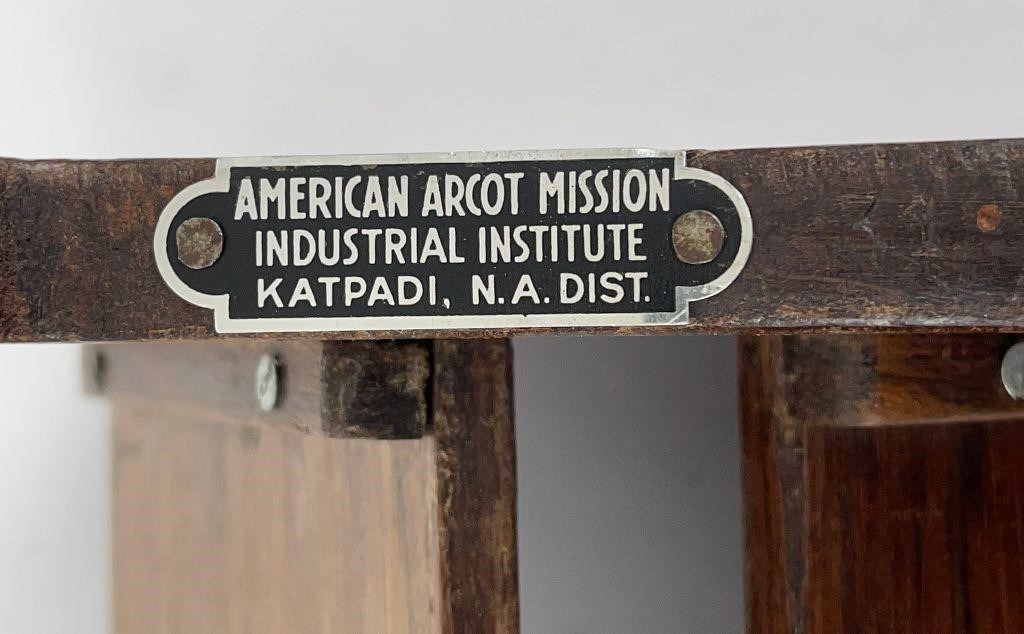 AMERICAN ARCOT MISSION
INDUSTRIAL INSTITUTE
KATPADI, N.A. DIST.